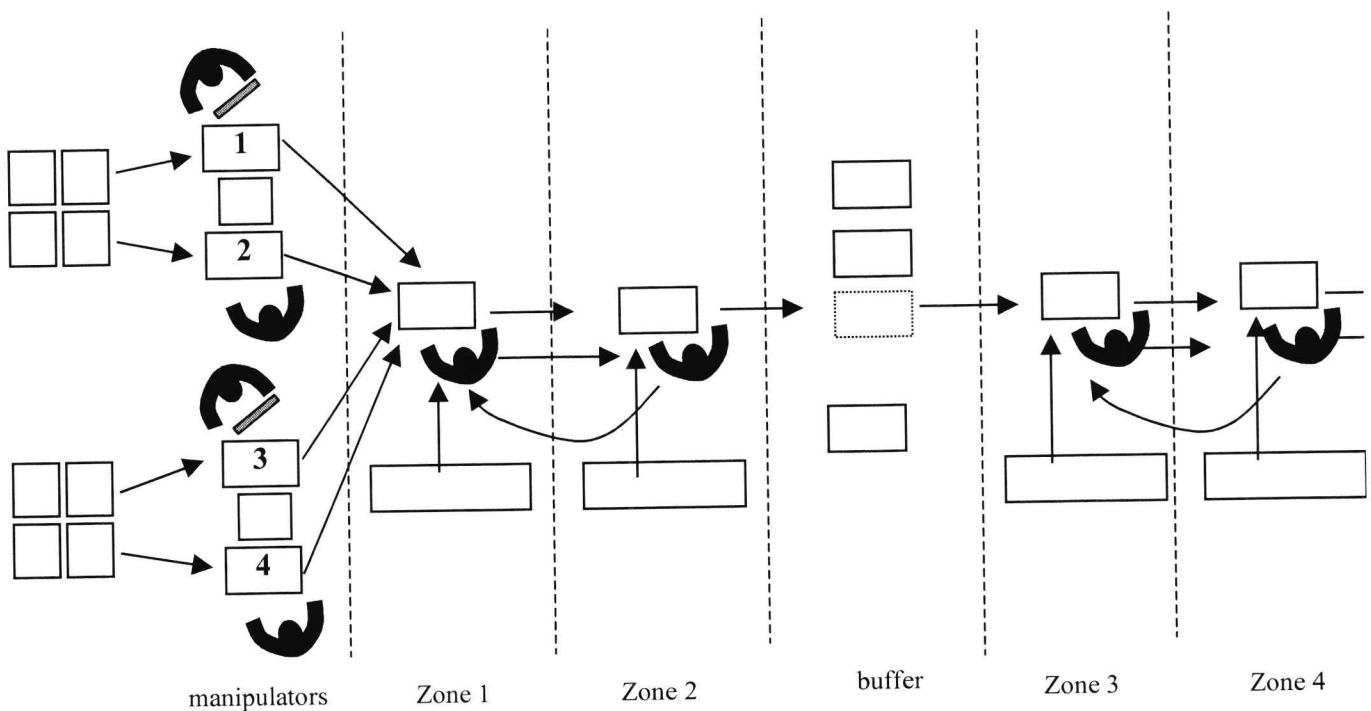 1
2
3
4
manipulators
Zone 1
Zone 2
buffer
Zone 3
Zone 4